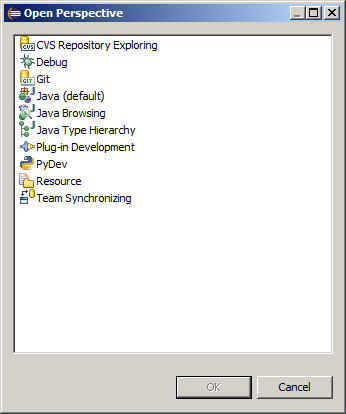 Open Perspective
CVS Repository Exploring
Debug
Git
Java (default)
Java Browsing
Java Type Hierarchy
Plug-in Development
PyDev
Resource
Team Synchronizing
OK
Cancel